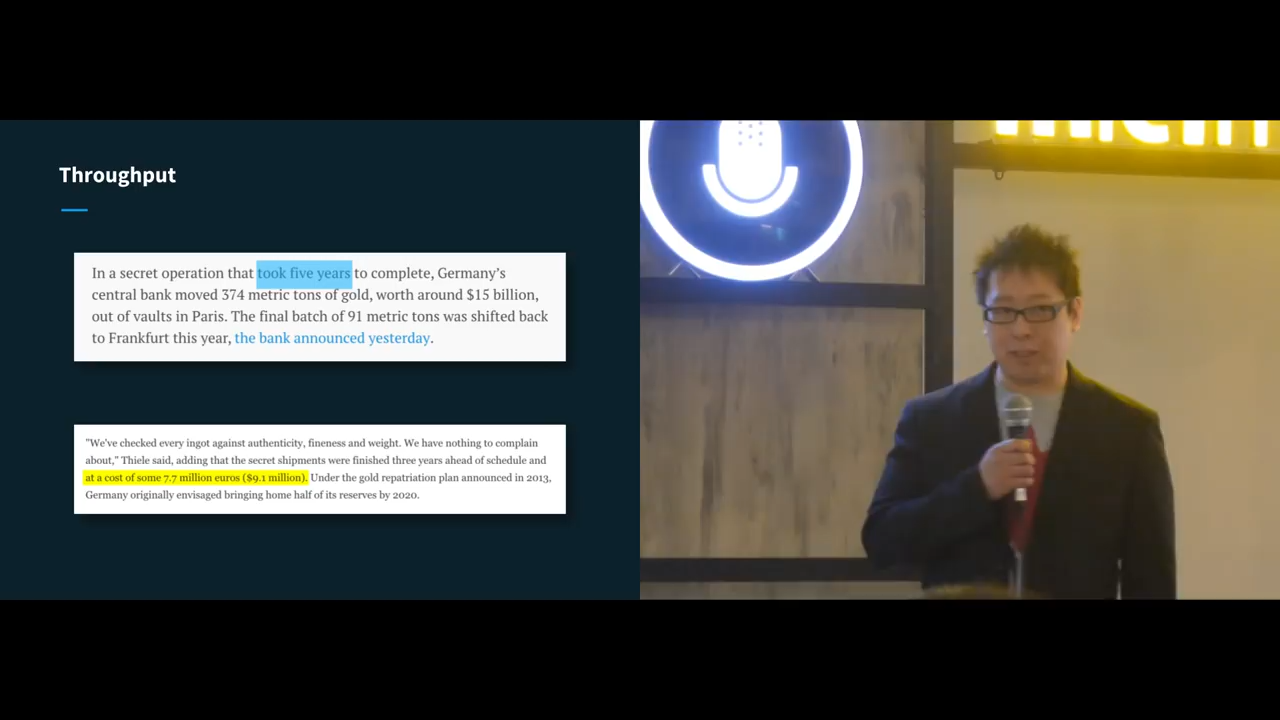 Throughput
In a secret operation that took five years to complete, Germany’s
central bank moved 374 metric tons of gold, worth around $15 billion,
out of vaults in Paris. The final batch of 91 metric tons was shifted back
to Frankfurt this year, the bank announced yesterday.
"We've checked every ingot against authenticity, fineness and weight. We have nothing to complain
about," Thiele said, adding that the secret shipments were finished three years ahead of schedule and
at a cost of some 7.7 million euros ($9.1 million). Under the gold repatriation plan announced in 2013,
Germany originally envisaged bringing home half of its reserves by 2020.